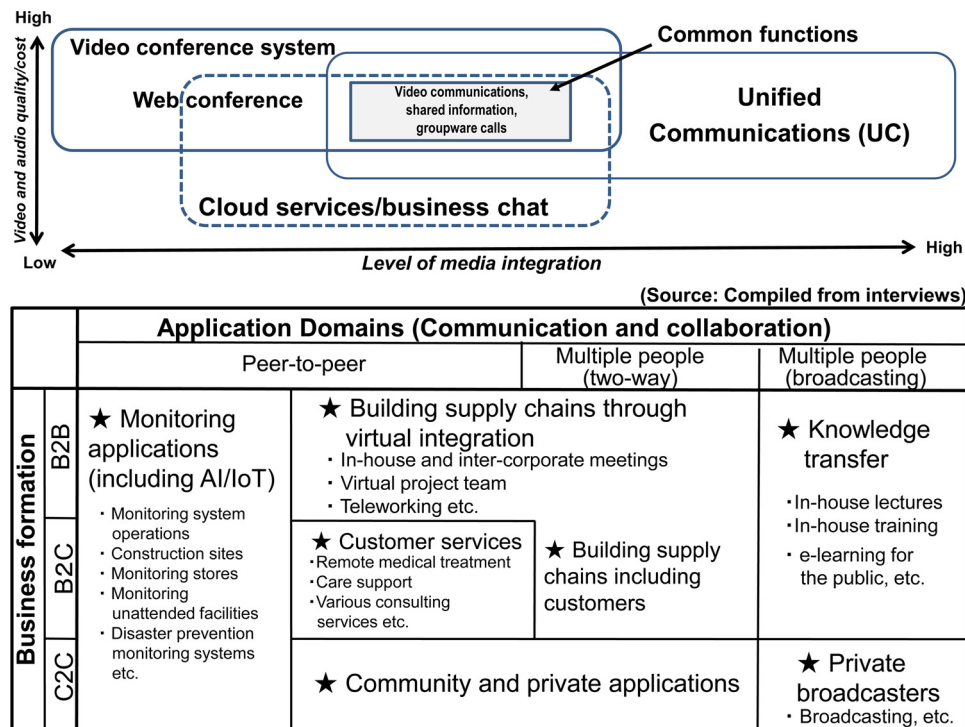 High
Video and audio quality/cost
Video conference system
Common functions
Web conference
Video communications,
shared information,
groupware calls
Unified
Communications (UC)
Cloud services/business chat
Low
Level of media integration
High
(Source: Compiled from interviews)
Application Domains (Communication and collaboration)
Peer-to-peer
Multiple people
(two-way)
Multiple people
(broadcasting)
Business formation
B2B
B2C
C2C
★ Monitoring
applications
(including AI/IoT)
・Monitoring system
operations
・Construction sites
・Monitoring stores
・Monitoring
unattended facilities
・Disaster prevention
monitoring systems
etc.
★ Building supply chains through
virtual integration
・In-house and inter-corporate meetings
・Virtual project team
・Teleworking etc.
★ Customer services
・Remote medical treatment
・Care support
・Various consulting
services etc.
★ Building supply
chains including
customers
★ Knowledge
transfer
・In-house lectures
・In-house training
・e-learning for
the public, etc.
★ Community and private applications
★ Private
broadcasters
・Broadcasting, etc.